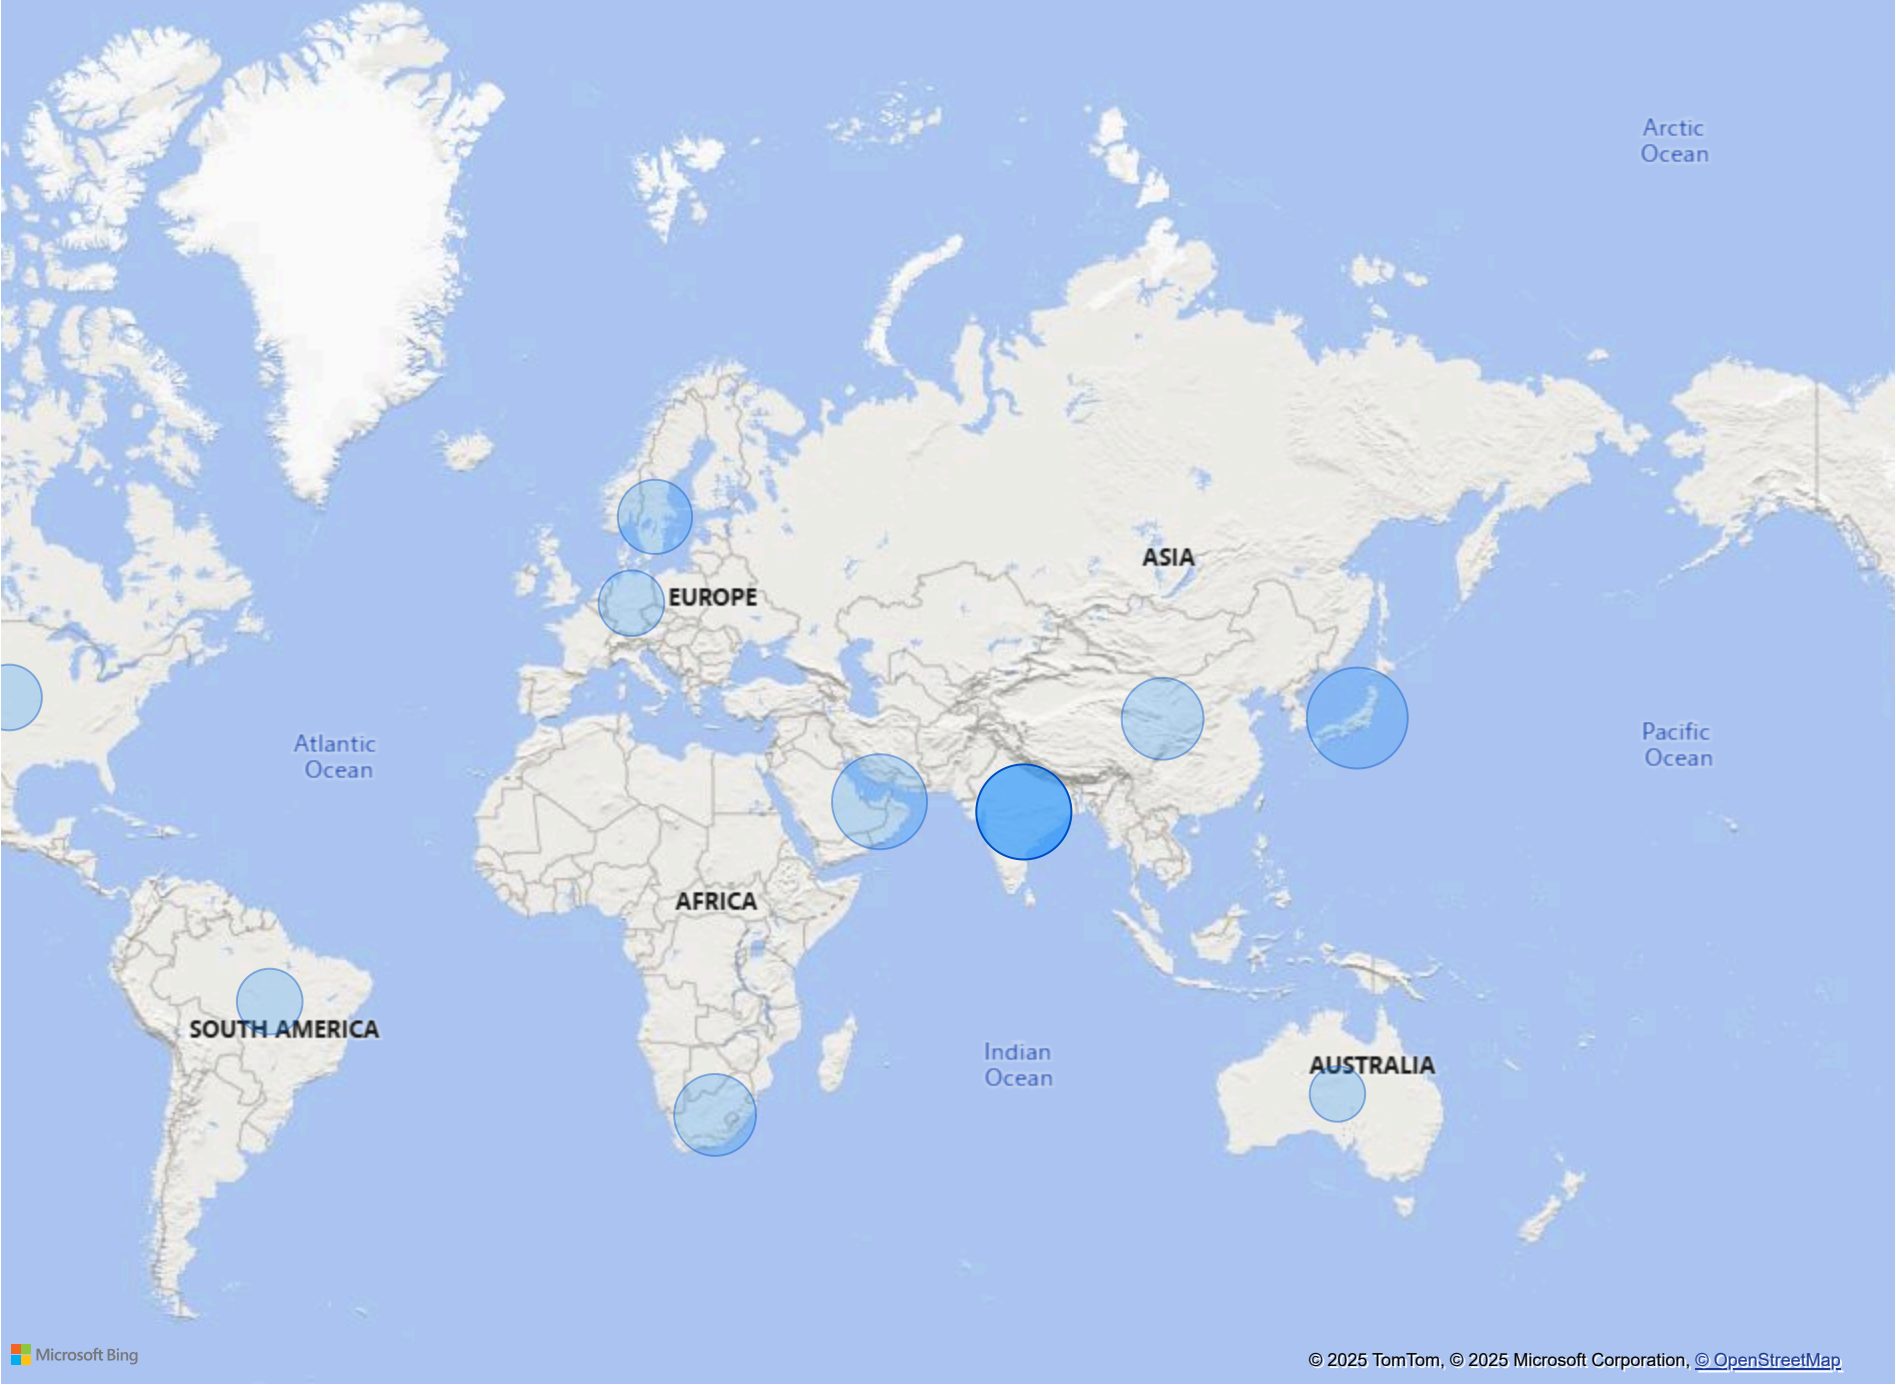 Arctic
Ocean
ASIA
EUROPE
Atlantic
Ocean
Pacific
Ocean
AFRICA
SOUTH AMERICA
Indian
Ocean
AUSTRALIA
Microsoft Bing
© 2025 TomTom, © 2025 Microsoft Corporation, © OpenStreetMap